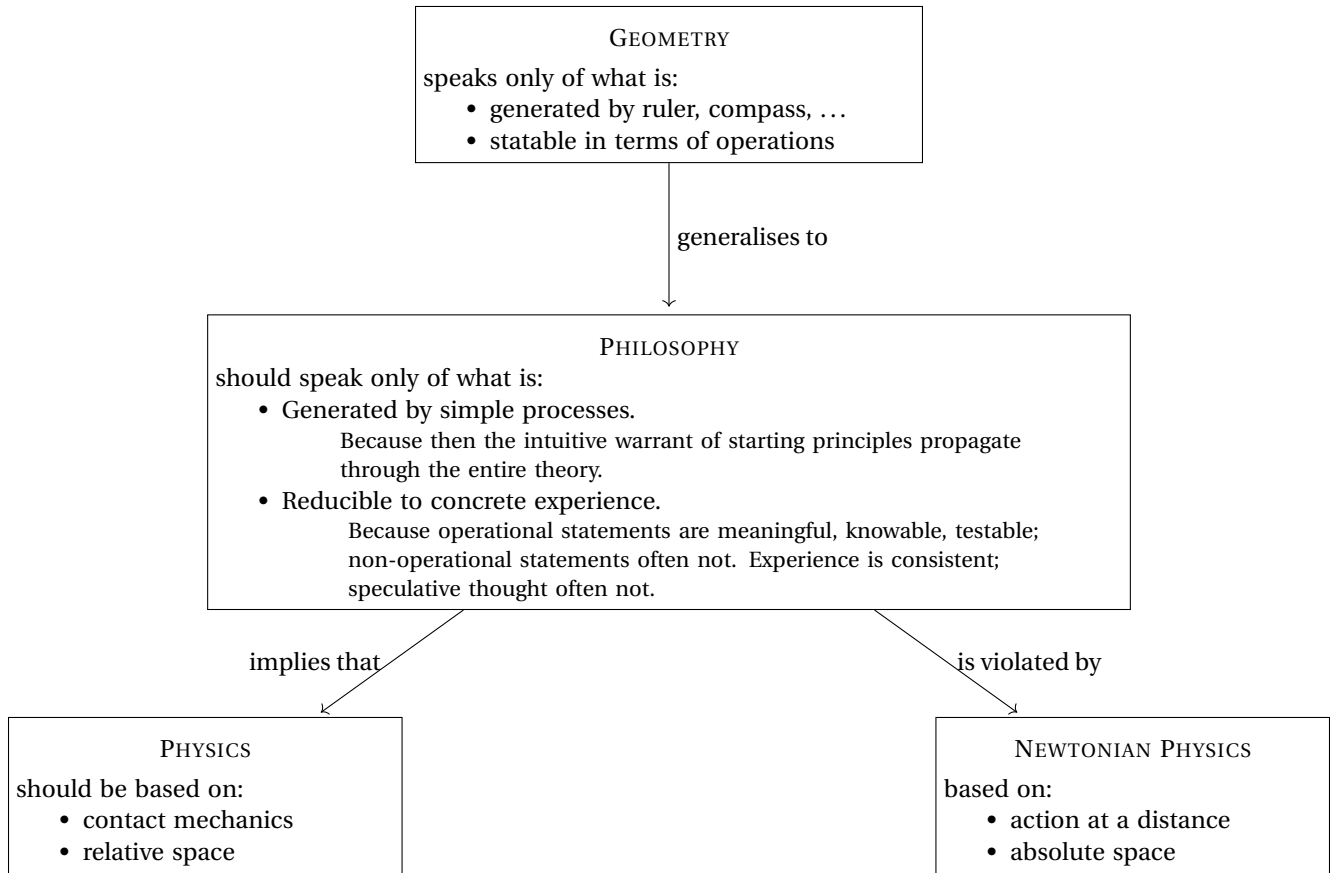 GEOMETRY
speaks only of what is:
• generated by ruler, compass, …
• statable in terms of operations
generalises to
PHILOSOPHY
should speak only of what is:
• Generated by simple processes.
Because then the intuitive warrant of starting principles propagate
through the entire theory.
• Reducible to concrete experience.
Because operational statements are meaningful, knowable, testable;
non-operational statements often not. Experience is consistent;
speculative thought often not.
implies that
is violated by
PHYSICS
should be based on:
• contact mechanics
• relative space
NEWTONIAN PHYSICS
based on:
• action at a distance
• absolute space